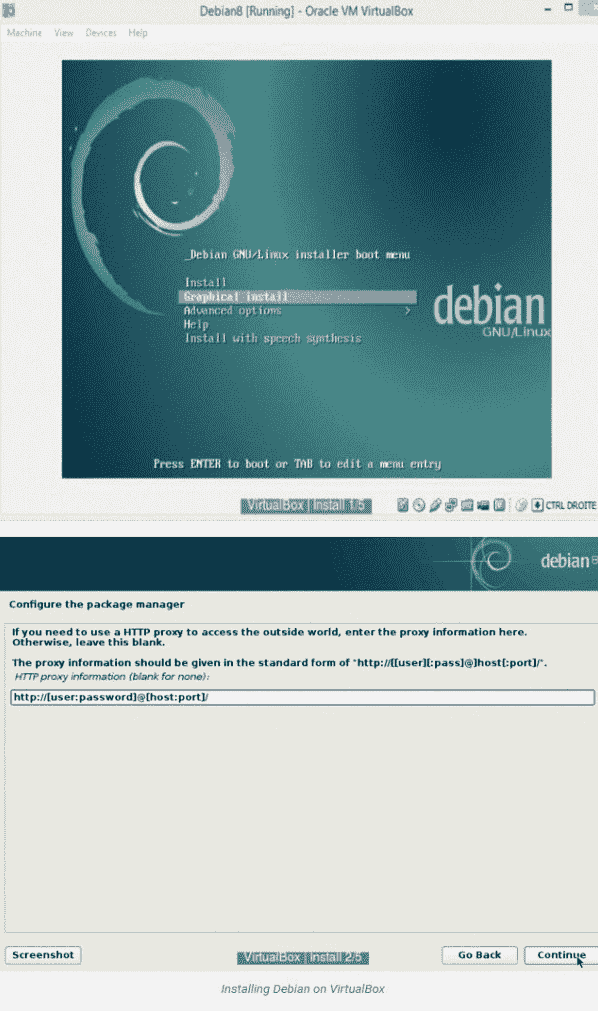 Debian8 [Running] - Oracle VM VirtualBox
Machine View Devices Help
_Debian GNU/Linux installer boot menu
Install
Graphical install
Advanced options >
Help
Install with speech synthesis
debian
GNU/Linux
Press ENTER to boot or TAB to edit a menu entry
VirtualBox | Install 1.5
CTRL DROITE
debian
Configure the package manager
If you need to use a HTTP proxy to access the outside world, enter the proxy information here.
Otherwise, leave this blank.
The proxy information should be given in the standard form of "http://[[user][:pass]@]host[:port]/".
HTTP proxy information (blank for none):
http://[user:password]@[host:port]/
Screenshot
VirtualBox | Install 2.5
Go Back
Continue
Installing Debian on VirtualBox